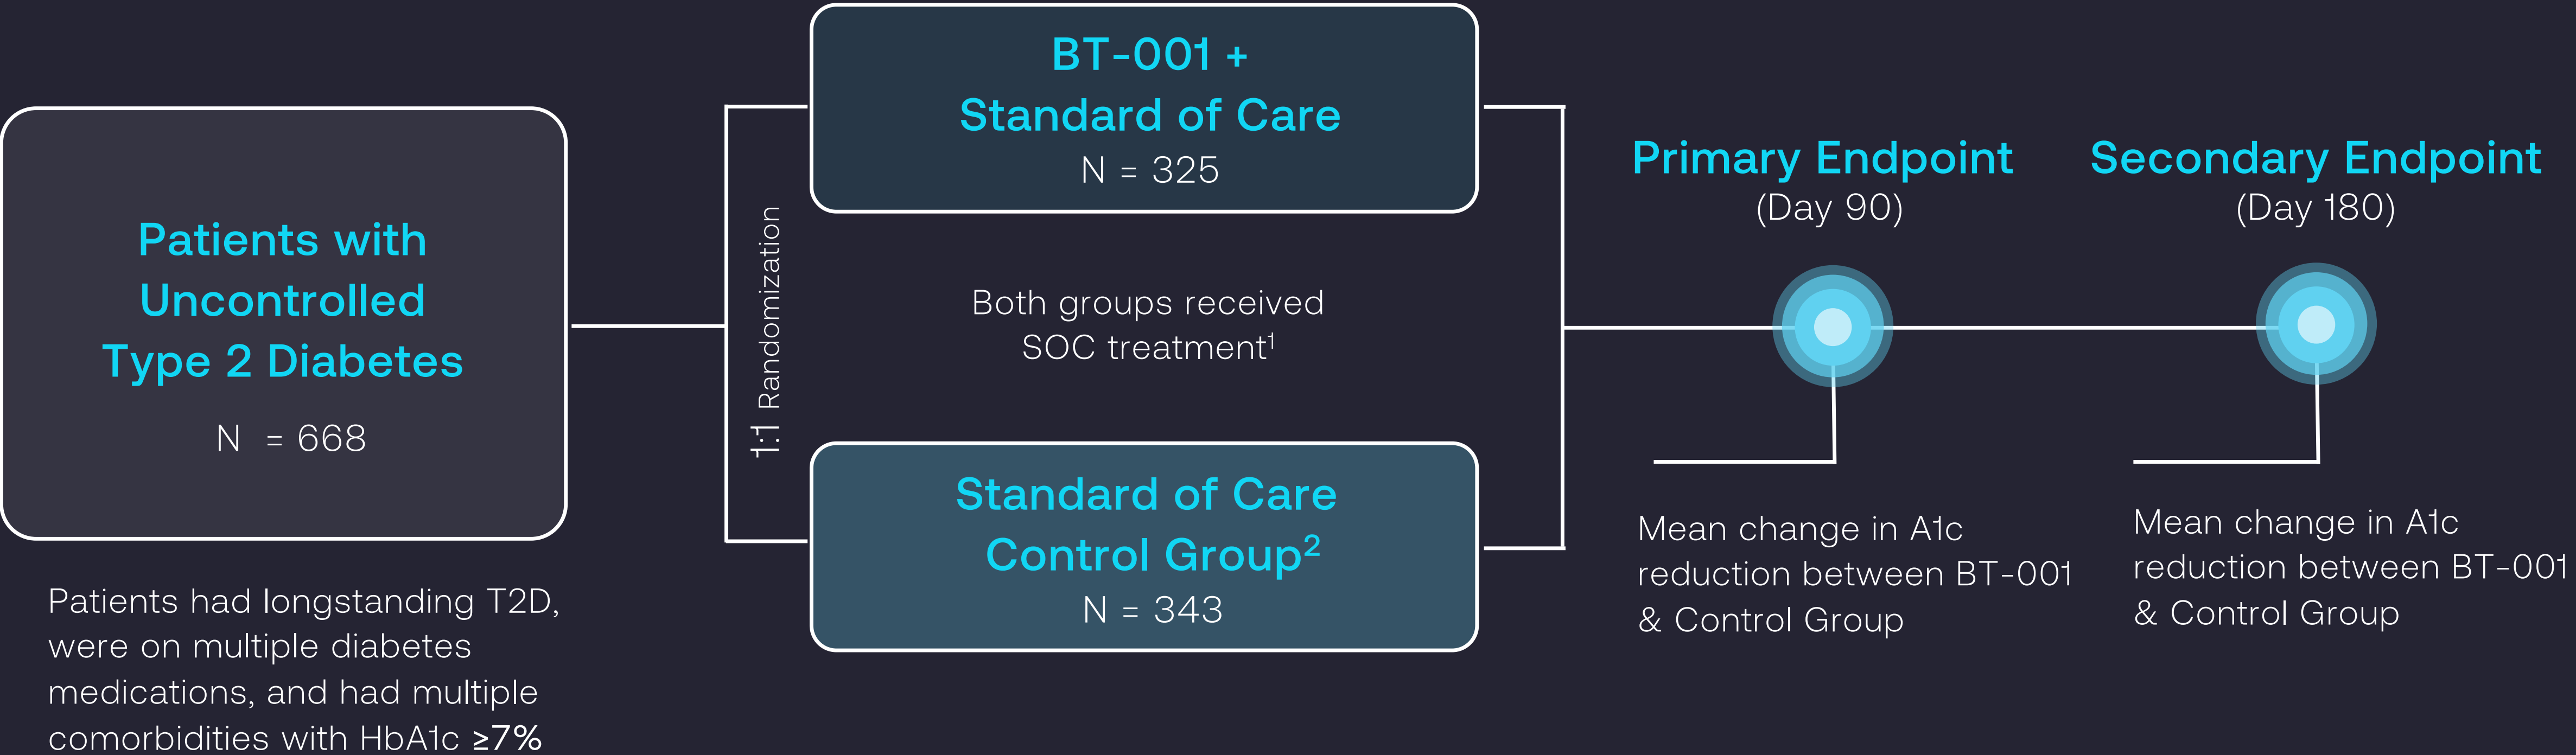 Patients with
Uncontrolled
Type 2 Diabetes
N = 668
Patients had longstanding T2D,
were on multiple diabetes
medications, and had multiple
comorbidities with HbA1c ≥7%
1:1 Randomization
BT-001 +
Standard of Care
N = 325
Both groups received
SOC treatment¹
Standard of Care
Control Group²
N = 343
Primary Endpoint
(Day 90)
Mean change in A1c
reduction between BT-001
& Control Group
Secondary Endpoint
(Day 180)
Mean change in A1c
reduction between BT-001
& Control Group